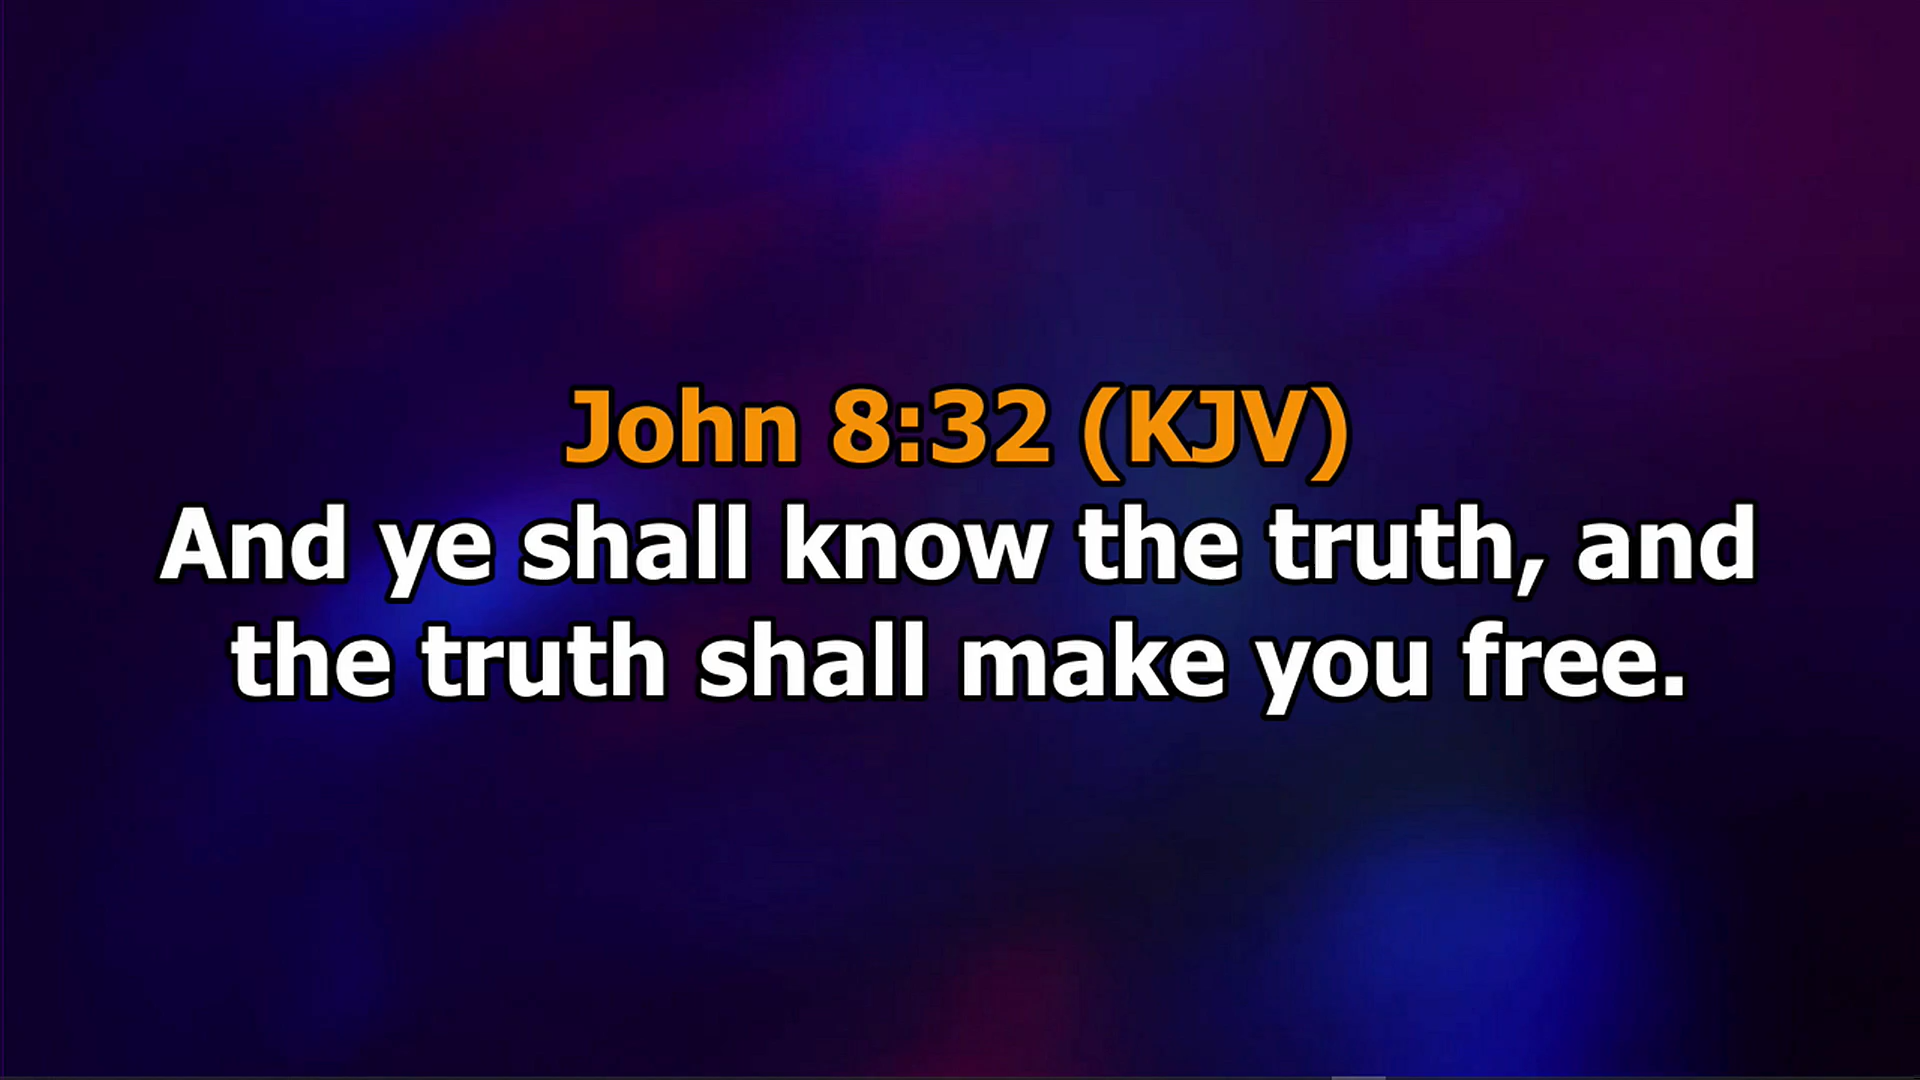 John 8:32 (KJV)
And ye shall know the truth, and
the truth shall make you free.